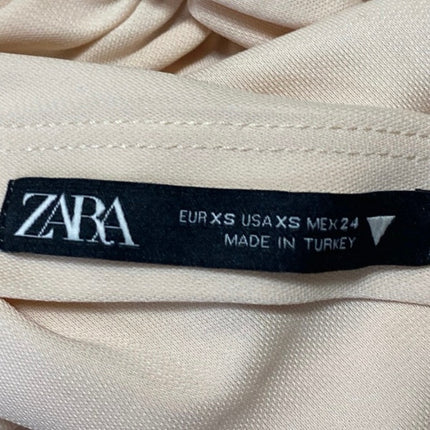 ZARA
EUR XS USA XS MEX 24
MADE IN TURKEY